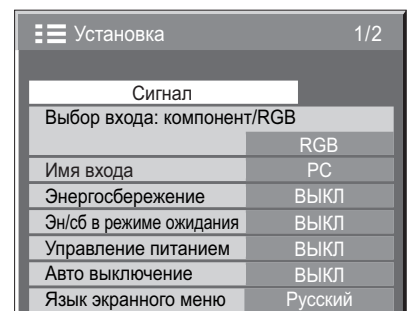 Установка 1/2
Сигнал
Выбор входа: компонент/RGB
RGB
Имя входа PC
Энергосбережение ВЫКЛ
Эн/сб в режиме ожидания ВЫКЛ
Управление питанием ВЫКЛ
Авто выключение ВЫКЛ
Язык экранного меню Русский